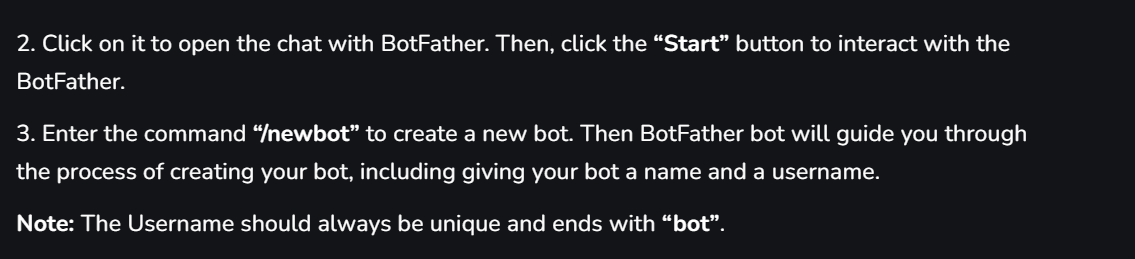 2. Click on it to open the chat with BotFather. Then, click the “Start” button to interact with the
BotFather.
3. Enter the command “/newbot” to create a new bot. Then BotFather bot will guide you through
the process of creating your bot, including giving your bot a name and a username.
Note: The Username should always be unique and ends with “bot”.